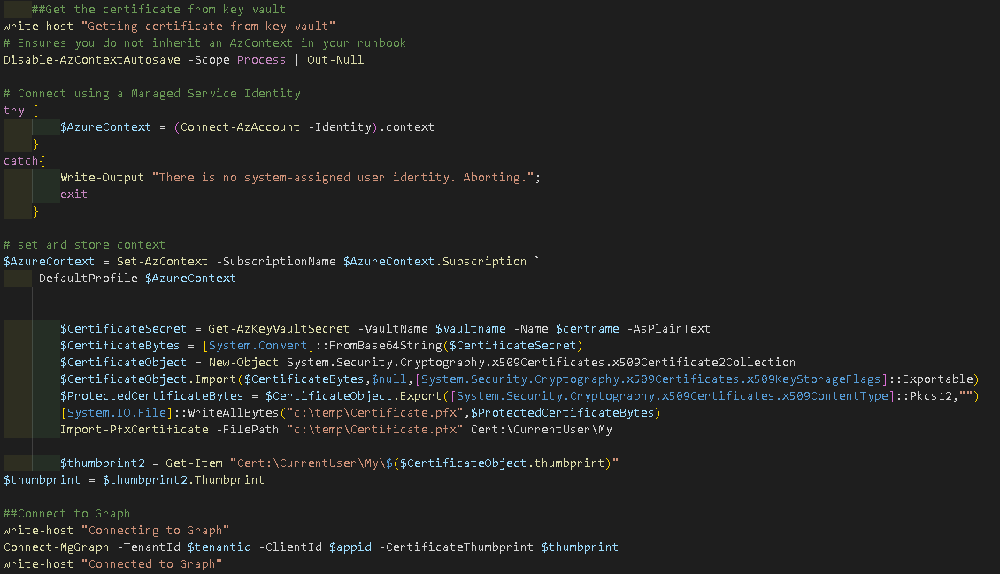 ##Get the certificate from key vault
write-host "Getting certificate from key vault"
# Ensures you do not inherit an AzContext in your runbook
Disable-AzContextAutosave -Scope Process | Out-Null
# Connect using a Managed Service Identity
try {
$AzureContext = (Connect-AzAccount -Identity).context
}
catch{
Write-Output "There is no system-assigned user identity. Aborting.";
exit
}
# set and store context
$AzureContext = Set-AzContext -SubscriptionName $AzureContext.Subscription `
-DefaultProfile $AzureContext
$CertificateSecret = Get-AzKeyVaultSecret -VaultName $vaultname -Name $certname -AsPlainText
$CertificateBytes = [System.Convert]::FromBase64String($CertificateSecret)
$CertificateObject = New-Object System.Security.Cryptography.x509Certificates.x509Certificate2Collection
$CertificateObject.Import($CertificateBytes,$null,[System.Security.Cryptography.x509Certificates.x509KeyStorageFlags]::Exportable)
$ProtectedCertificateBytes = $CertificateObject.Export([System.Security.Cryptography.x509Certificates.x509ContentType]::Pkcs12,"")
[System.IO.File]::WriteAllBytes("c:\temp\Certificate.pfx",$ProtectedCertificateBytes)
Import-PfxCertificate -FilePath "c:\temp\Certificate.pfx" Cert:\CurrentUser\My
$thumbprint2 = Get-Item "Cert:\CurrentUser\My\$($CertificateObject.thumbprint)"
$thumbprint = $thumbprint2.Thumbprint
##Connect to Graph
write-host "Connecting to Graph"
Connect-MgGraph -TenantId $tenantid -ClientId $appid -CertificateThumbprint $thumbprint
write-host "Connected to Graph"